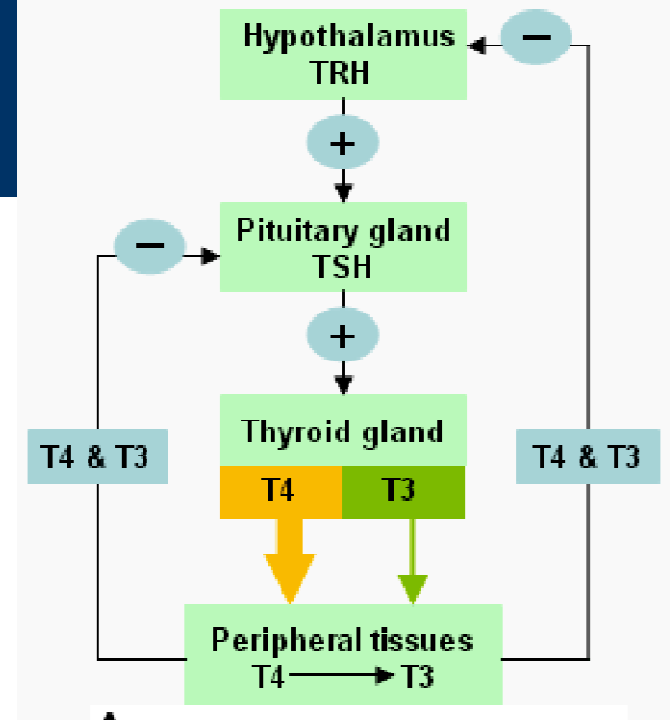 Hypothalamus
TRH
−
+
Pituitary gland
TSH
−
+
Thyroid gland
T4 & T3
T4
T3
T4 & T3
Peripheral tissues
T4 → T3